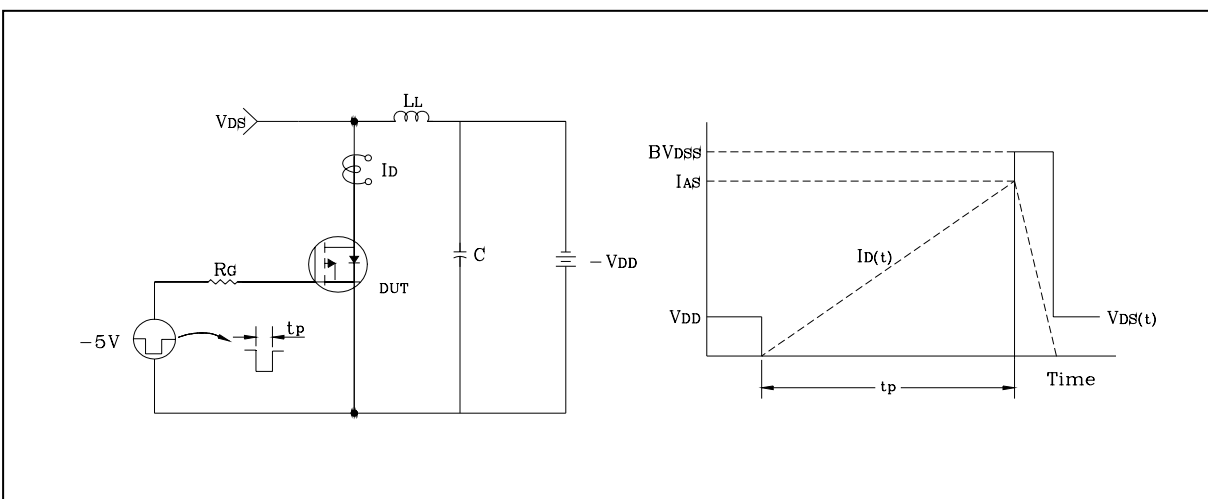 VDS
LL
ID
RG
C
-VDD
DUT
-5V
tp
BVDSS
IAS
ID(t)
VDD
VDS(t)
Time
tp